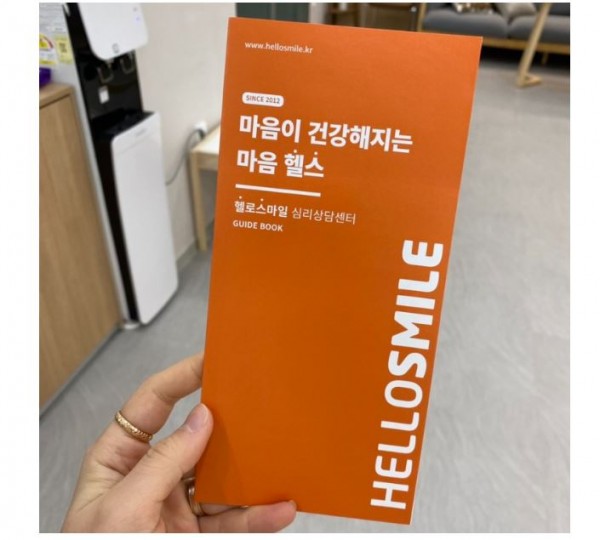 www.hellosmile.kr
SINCE 2012
마음이 건강해지는
마음 헬스
헬로스마일 심리상담센터
GUIDE BOOK
HELLOSMILE